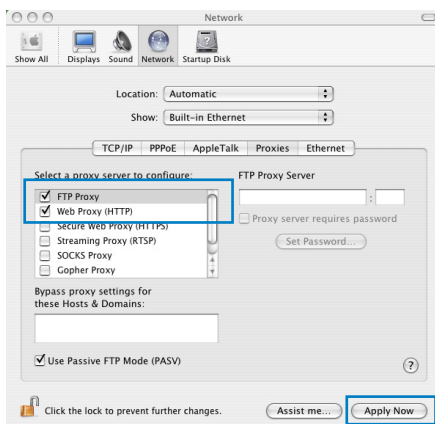 Network
Show All Displays Sound Network Startup Disk
Location: Automatic
Show: Built-in Ethernet
TCP/IP PPPoE AppleTalk Proxies Ethernet
Select a proxy server to configure: FTP Proxy Server
FTP Proxy :
Web Proxy (HTTP) Proxy server requires password
Secure Web Proxy (HTTPS)
Streaming Proxy (RTSP) Set Password...
SOCKS Proxy
Gopher Proxy
Bypass proxy settings for
these Hosts & Domains:
Use Passive FTP Mode (PASV) ?
Click the lock to prevent further changes. Assist me... Apply Now